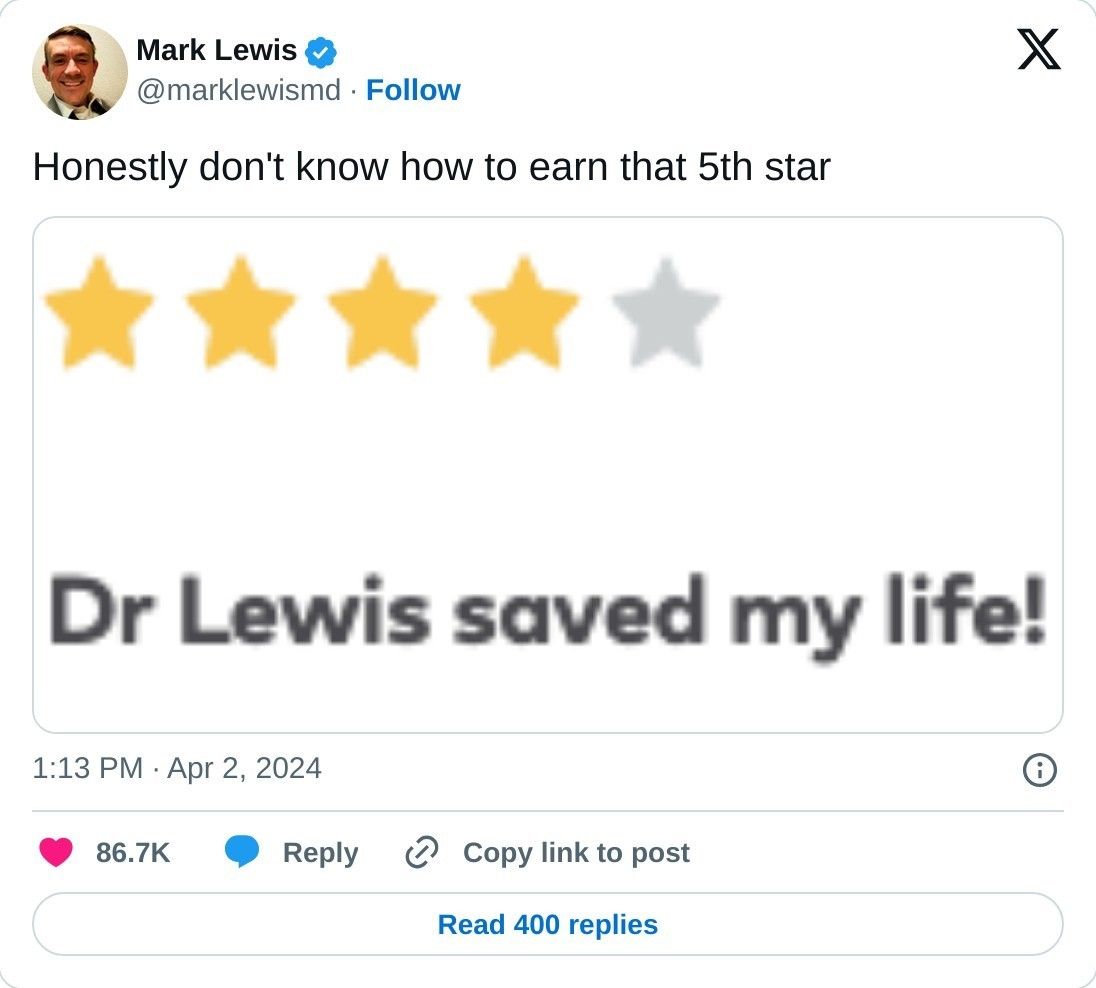 Mark Lewis
@marklewismd · Follow
Honestly don't know how to earn that 5th star
Dr Lewis saved my life!
1:13 PM · Apr 2, 2024
86.7K Reply Copy link to post
Read 400 replies